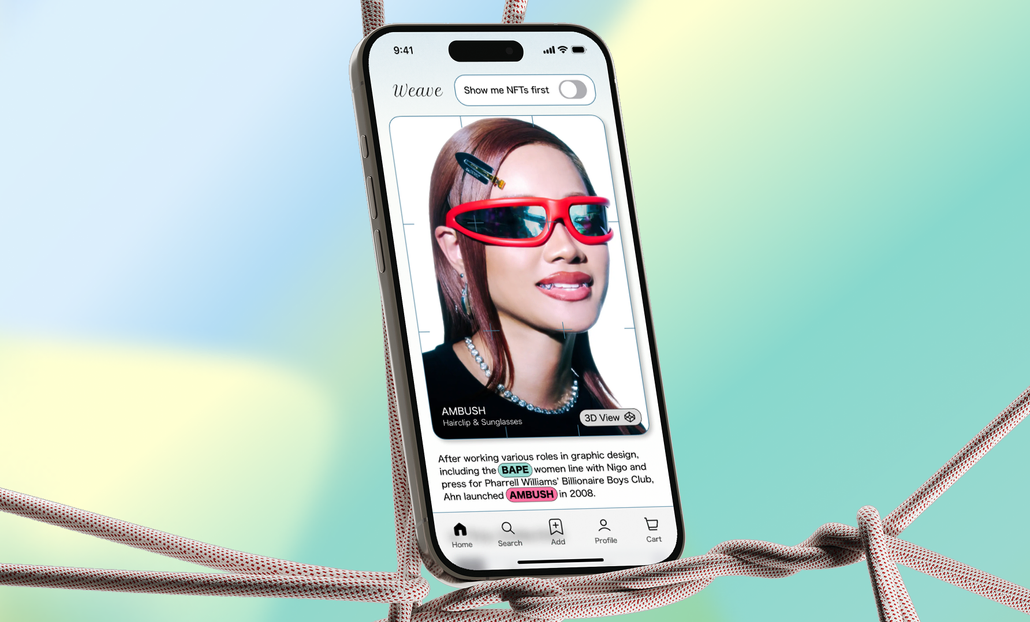 9:41
Weave
Show me NFTs first
AMBUSH
Hairclip & Sunglasses
3D View
After working various roles in graphic design,
including the BAPE women line with Nigo and
press for Pharrell Williams' Billionaire Boys Club,
Ahn launched AMBUSH in 2008.
Home
Search
Add
Profile
Cart